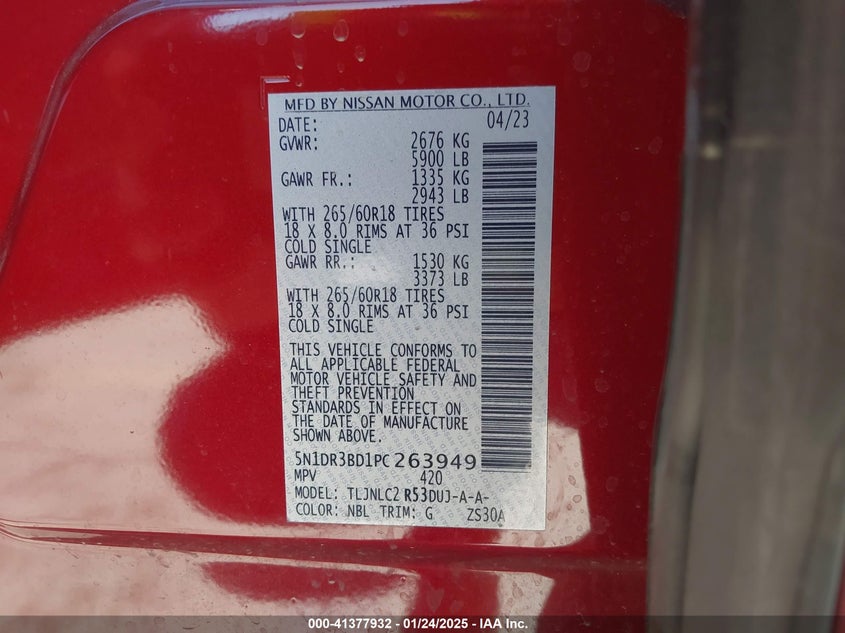 MFD BY NISSAN MOTOR CO., LTD.
DATE: 04/23
GVWR: 2676 KG
5900 LB
GAWR FR.: 1335 KG
2943 LB
WITH 265/60R18 TIRES
18 X 8.0 RIMS AT 36 PSI
COLD SINGLE
GAWR RR.: 1530 KG
3373 LB
WITH 265/60R18 TIRES
18 X 8.0 RIMS AT 36 PSI
COLD SINGLE
THIS VEHICLE CONFORMS TO
ALL APPLICABLE FEDERAL
MOTOR VEHICLE SAFETY AND
THEFT PREVENTION
STANDARDS IN EFFECT ON
THE DATE OF MANUFACTURE
SHOWN ABOVE.
5N1DR3BD1PC263949
MPV 420
MODEL: TLJNLC2 R53DUJ-A-A-
COLOR: NBL TRIM: G ZS30A
000-41377932 - 01/24/2025 - IAA Inc.